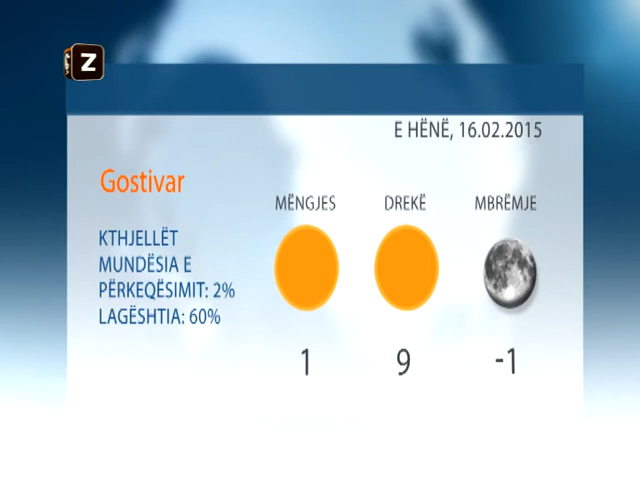 Z
E HËNË, 16.02.2015
Gostivar
MËNGJES DREKË MBRËMJE
KTHJELLËT
MUNDËSIA E
PËRKEQËSIMIT: 2%
LAGËSHTIA: 60%
1 9 -1